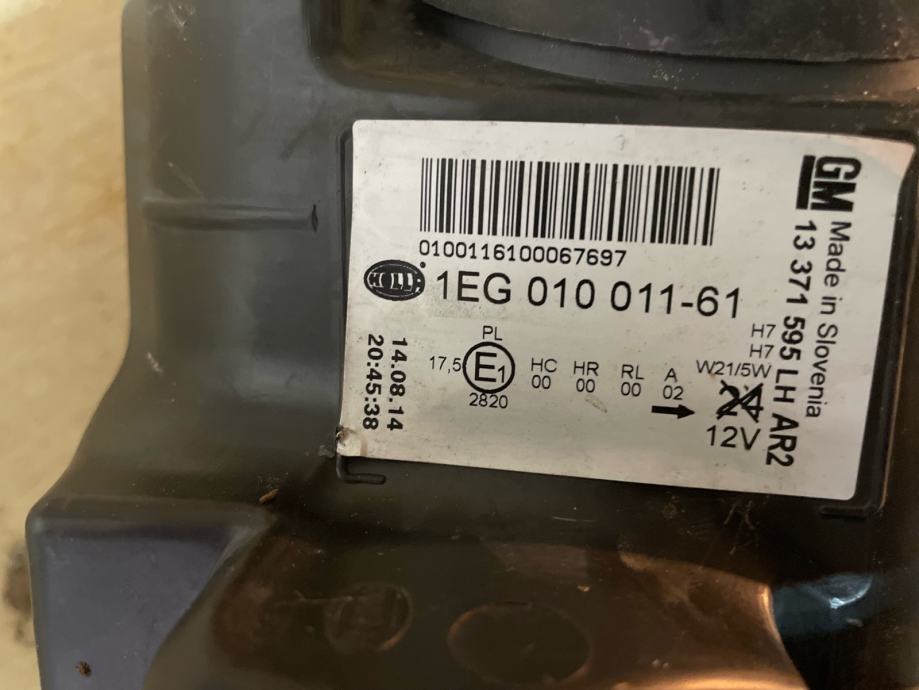 0100116100067697
HELLA
1EG 010 011-61
PL
17,5 E1
2820
HC
00
HR
00
RL
00
A
02
H7
H7
W21/5W
24
12V
14.08.14
20:45:38
GM
Made in Slovenia
13 371 595 LH AR2